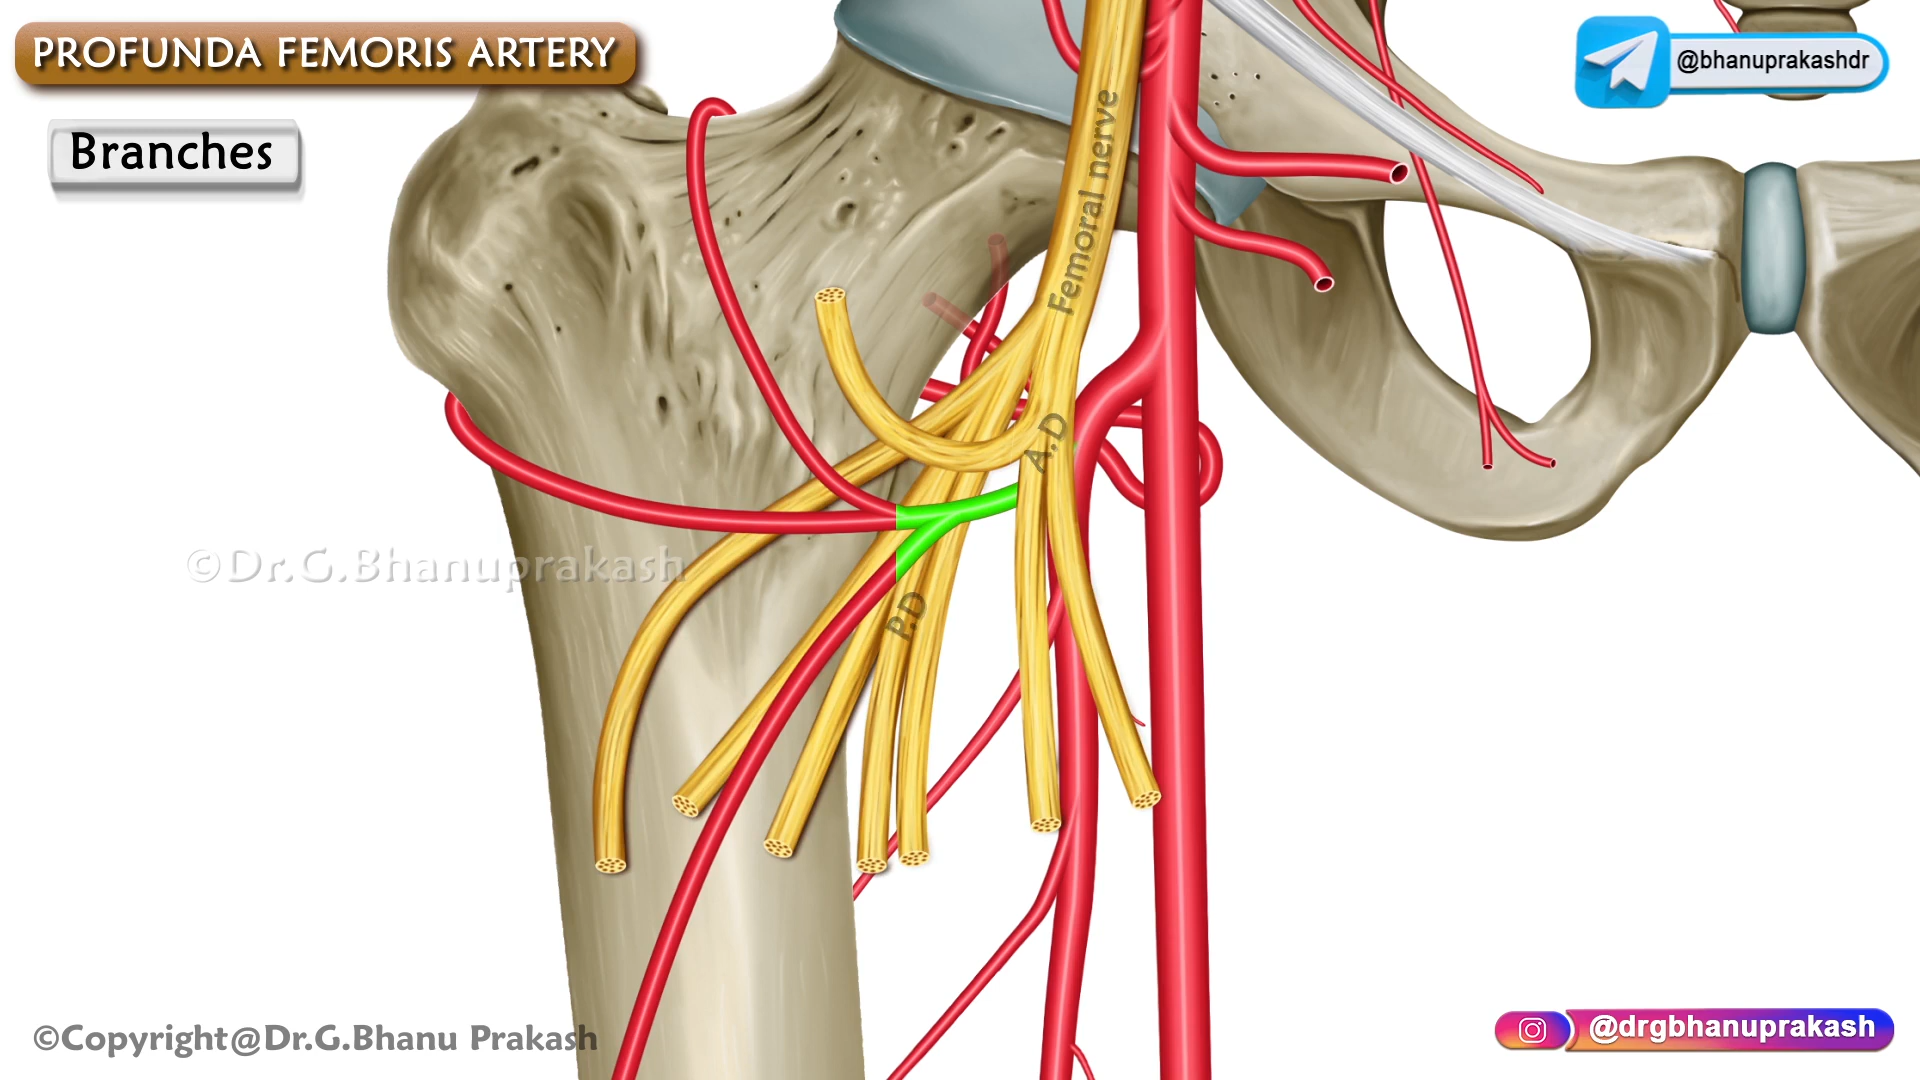 PROFUNDA FEMORIS ARTERY
@bhanuprakashdr
Branches
Femoral nerve
A.D
©Dr.G.Bhanuprakash
P.D
©Copyright@Dr.G.Bhanu Prakash
@drgbhanuprakash